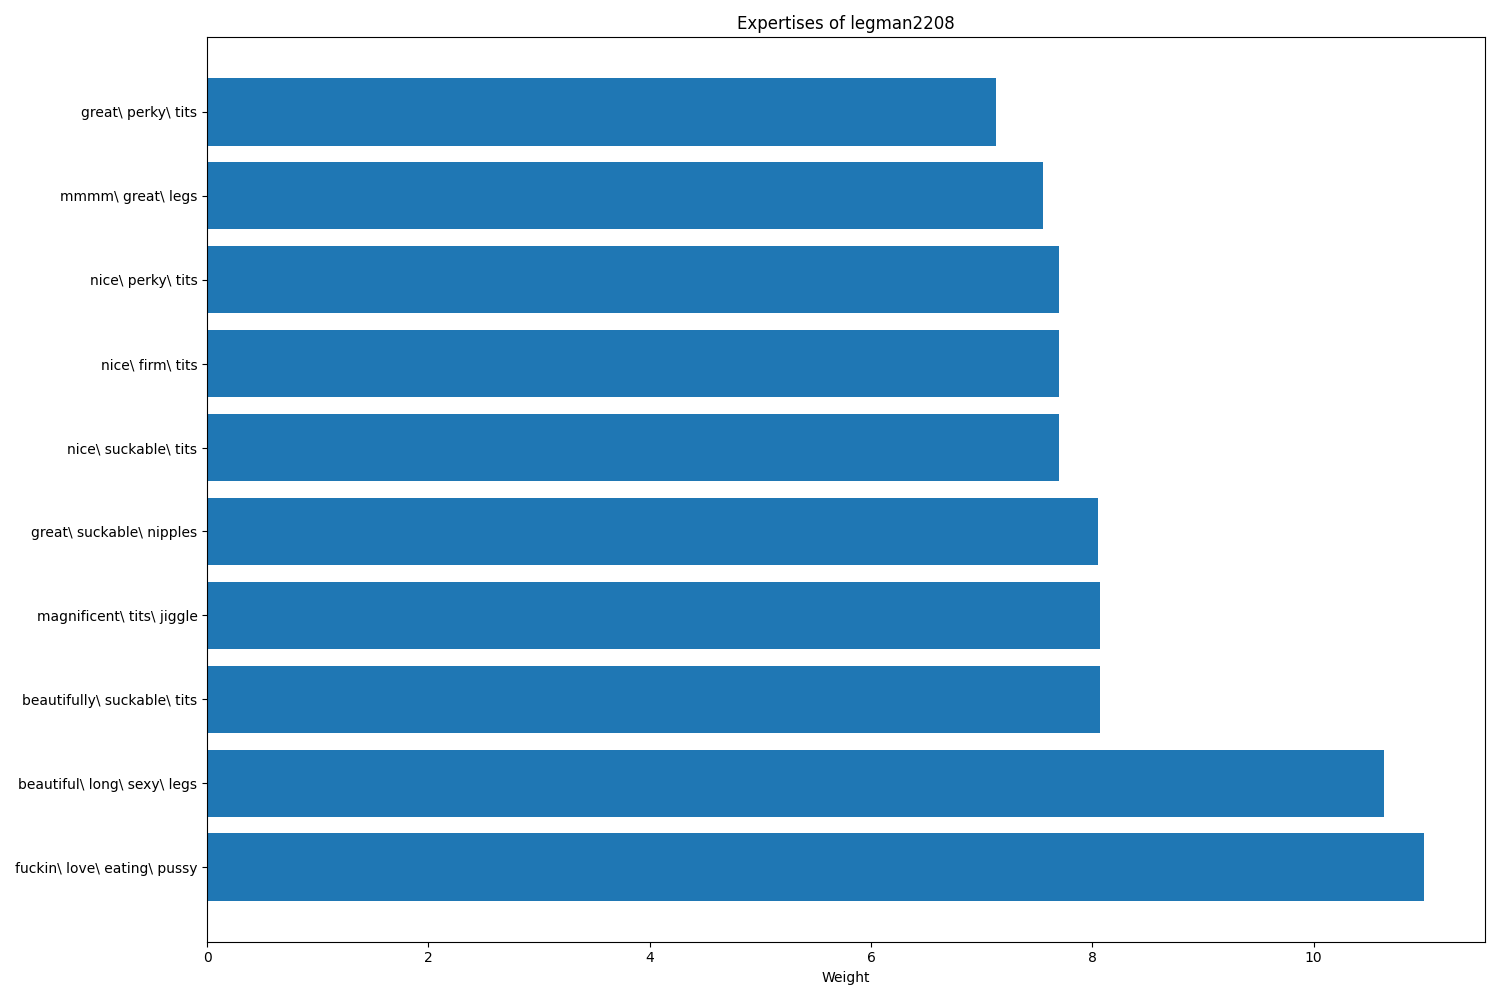 Expertises of legman2208
great\ perky\ tits
mmmm\ great\ legs
nice\ perky\ tits
nice\ firm\ tits
nice\ suckable\ tits
great\ suckable\ nipples
magnificent\ tits\ jiggle
beautifully\ suckable\ tits
beautiful\ long\ sexy\ legs
fuckin\ love\ eating\ pussy
0 2 4 6 8 10
Weight